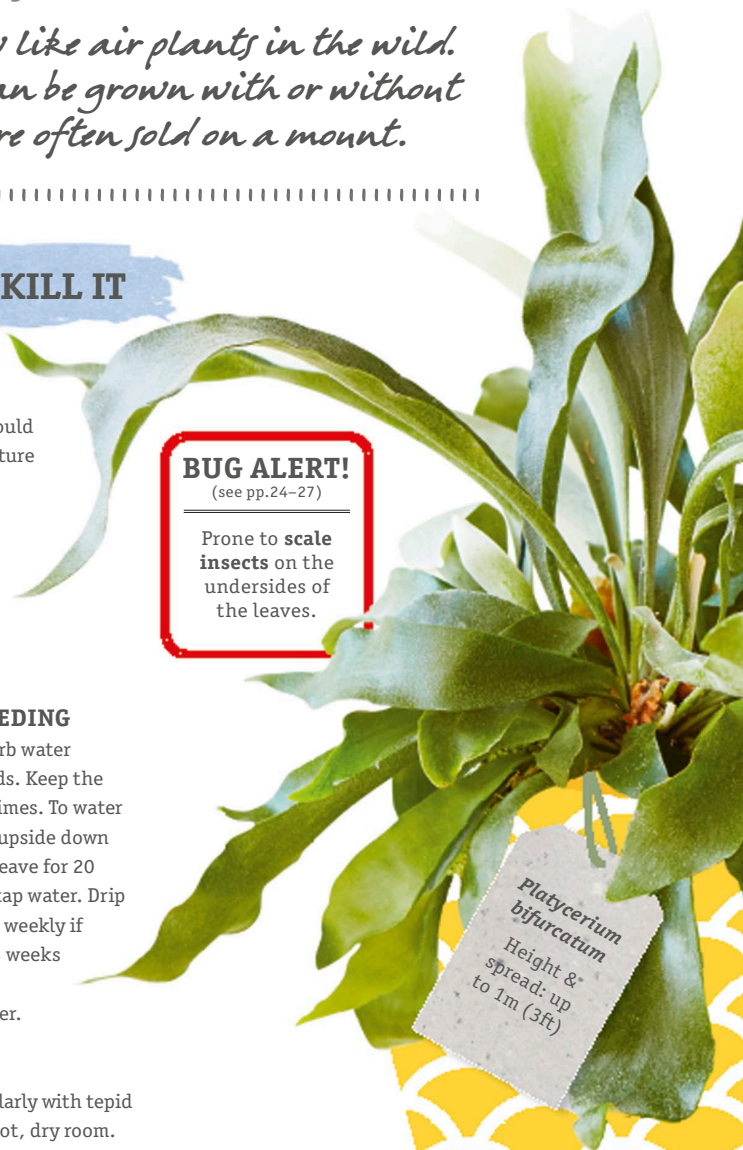 like air plants in the wild.
an be grown with or without
re often sold on a mount.
KILL IT
ould
ture
BUG ALERT!
(see pp.24–27)
Prone to scale
insects on the
undersides of
the leaves.
EDING
rb water
ds. Keep the
imes. To water
upside down
eave for 20
tap water. Drip
weekly if
weeks
er.
larly with tepid
ot, dry room.
Platycerium
bifurcatum
Height &
spread: up
to 1m (3ft)